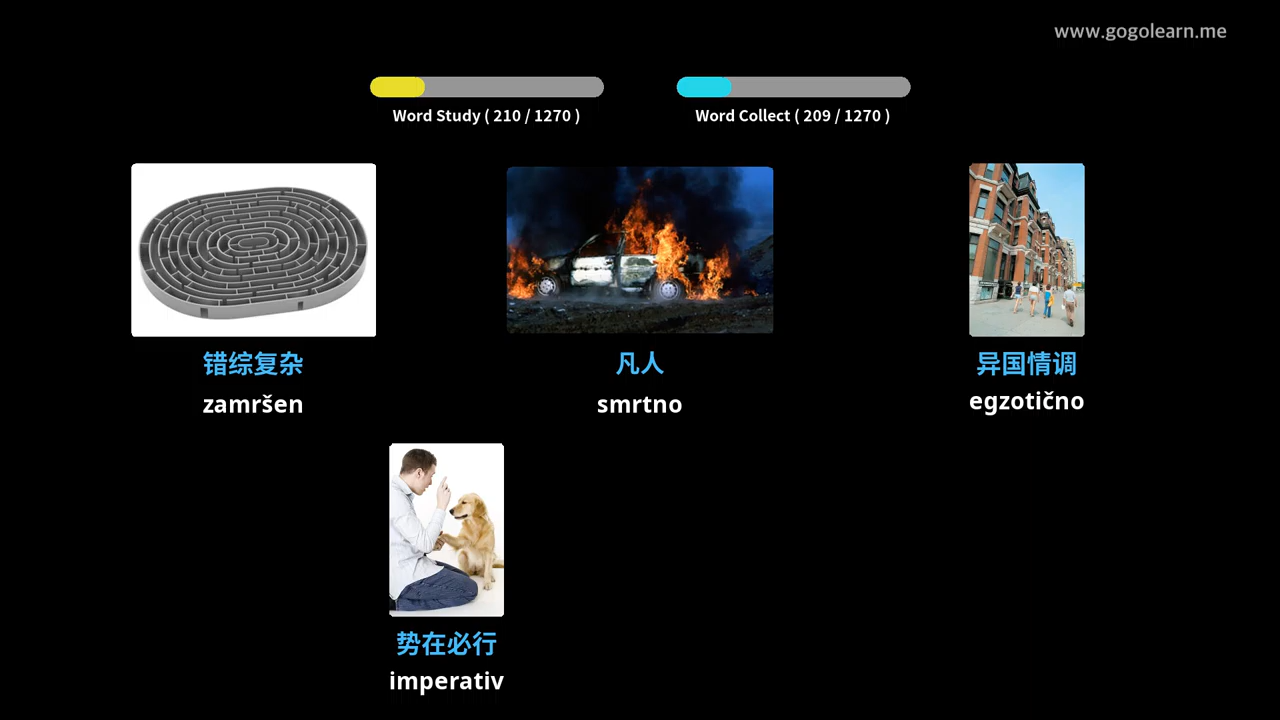 www.gogolearn.me
Word Study ( 210 / 1270 )
Word Collect ( 209 / 1270 )
错综复杂
zamršen
凡人
smrtno
异国情调
egzotično
势在必行
imperativ